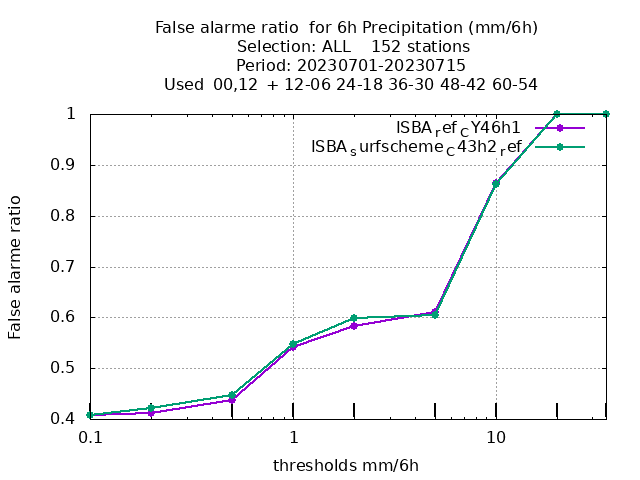 False alarme ratio  for 6h Precipitation (mm/6h)
Selection: ALL    152 stations
Period: 20230701-20230715
Used  00,12  + 12-06 24-18 36-30 48-42 60-54
ISBA_ref_CY46h1
ISBA_surfscheme_C43h2_ref
False alarme ratio
1
0.9
0.8
0.7
0.6
0.5
0.4
0.1
1
10
thresholds mm/6h